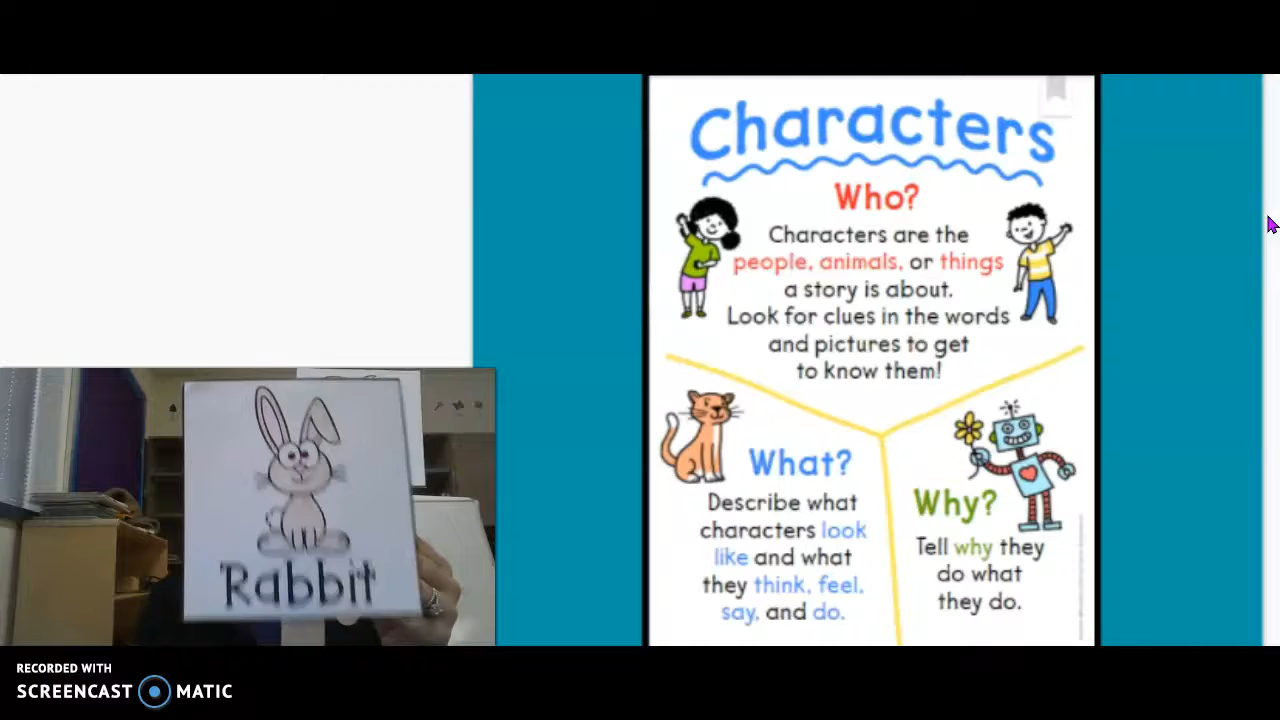 Characters
Who?
Characters are the
people, animals, or things
a story is about.
Look for clues in the words
and pictures to get
to know them!
What?
Describe what
characters look
like and what
they think, feel,
say, and do.
Why?
Tell why they
do what
they do.
Rabbit
RECORDED WITH
SCREENCAST MATIC